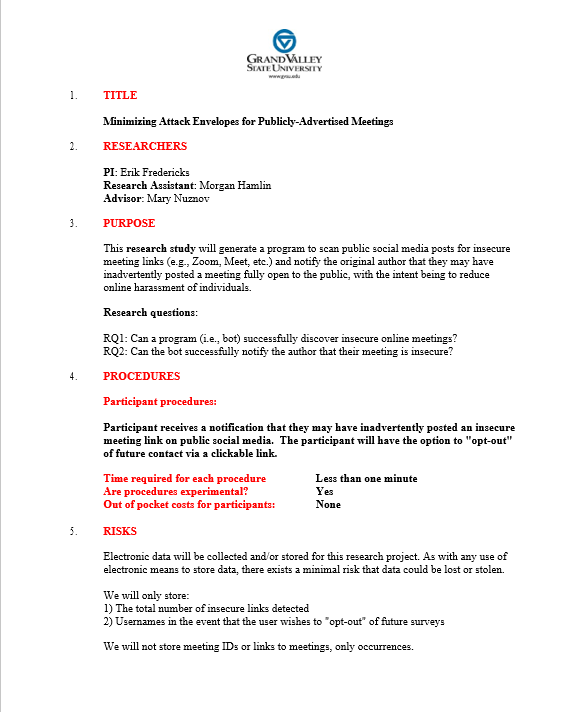 GRANDVALLEY
STATE UNIVERSITY
www.gvsu.edu
1. TITLE
Minimizing Attack Envelopes for Publicly-Advertised Meetings
2. RESEARCHERS
PI: Erik Fredericks
Research Assistant: Morgan Hamlin
Advisor: Mary Nuznov
3. PURPOSE
This research study will generate a program to scan public social media posts for insecure
meeting links (e.g., Zoom, Meet, etc.) and notify the original author that they may have
inadvertently posted a meeting fully open to the public, with the intent being to reduce
online harassment of individuals.
Research questions:
RQ1: Can a program (i.e., bot) successfully discover insecure online meetings?
RQ2: Can the bot successfully notify the author that their meeting is insecure?
4. PROCEDURES
Participant procedures:
Participant receives a notification that they may have inadvertently posted an insecure
meeting link on public social media. The participant will have the option to "opt-out"
of future contact via a clickable link.
Time required for each procedure Less than one minute
Are procedures experimental? Yes
Out of pocket costs for participants: None
5. RISKS
Electronic data will be collected and/or stored for this research project. As with any use of
electronic means to store data, there exists a minimal risk that data could be lost or stolen.
We will only store:
1) The total number of insecure links detected
2) Usernames in the event that the user wishes to "opt-out" of future surveys
We will not store meeting IDs or links to meetings, only occurrences.